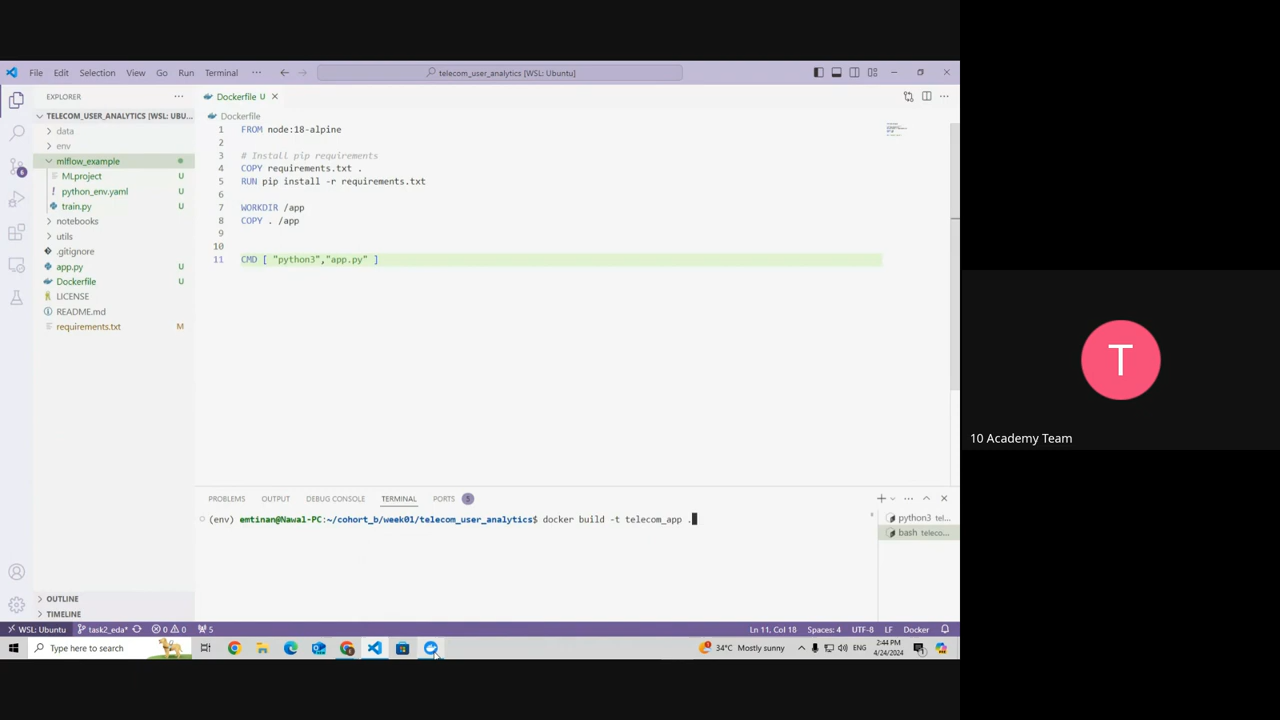 File Edit Selection View Go Run Terminal ··· telecom_user_analytics [WSL: Ubuntu]
EXPLORER ···
TELECOM_USER_ANALYTICS [WSL: UBU...
data
env
mlflow_example
MLproject U
python_env.yaml U
train.py U
notebooks
utils
.gitignore
app.py U
Dockerfile U
LICENSE
README.md
requirements.txt M
OUTLINE
TIMELINE
Dockerfile U
Dockerfile
1 FROM node:18-alpine
2
3 # Install pip requirements
4 COPY requirements.txt .
5 RUN pip install -r requirements.txt
6
7 WORKDIR /app
8 COPY . /app
9
10
11 CMD [ "python3","app.py" ]
PROBLEMS OUTPUT DEBUG CONSOLE TERMINAL PORTS 5
(env) emtinan@Nawal-PC:~/cohort_b/week01/telecom_user_analytics$ docker build -t telecom_app .
python3 tel...
bash teleco...
6
WSL: Ubuntu task2_eda* 0 0 5 Ln 11, Col 18 Spaces: 4 UTF-8 LF Docker
Type here to search 34°C Mostly sunny ENG 2:44 PM
4/24/2024
T
10 Academy Team